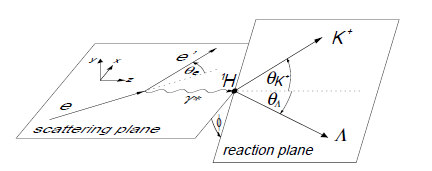 K⁺
e'
y
x
θe
¹H
z
θK⁺
θΛ
e
γ*
ϕ
Λ
scattering plane
reaction plane